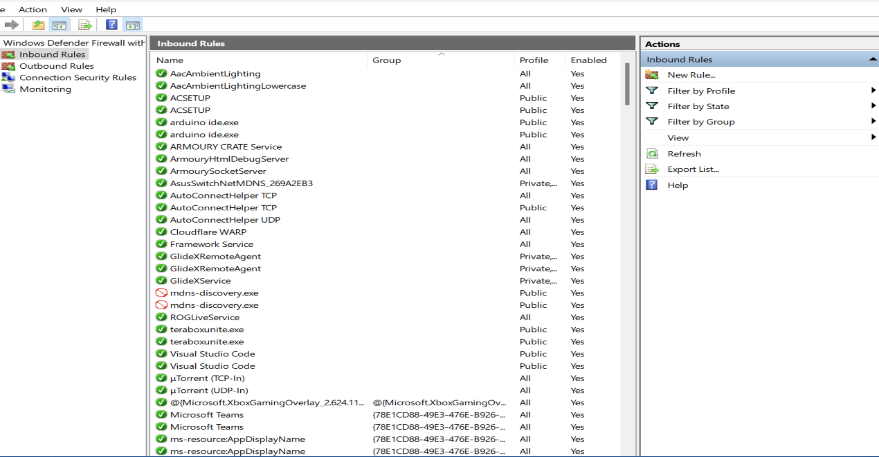 e Action View Help
Windows Defender Firewall with
Inbound Rules
Outbound Rules
Connection Security Rules
Monitoring
Inbound Rules
Name Group Profile Enabled
AacAmbientLighting All Yes
AacAmbientLightingLowercase All Yes
ACSETUP Public Yes
ACSETUP Public Yes
arduino ide.exe Public Yes
arduino ide.exe Public Yes
ARMOURY CRATE Service All Yes
ArmouryHtmlDebugServer All Yes
ArmourySocketServer All Yes
AsusSwitchNetMDNS_269A2EB3 Private,... Yes
AutoConnectHelper TCP All Yes
AutoConnectHelper TCP Public Yes
AutoConnectHelper UDP All Yes
Cloudflare WARP All Yes
Framework Service All Yes
GlideXRemoteAgent Private,... Yes
GlideXRemoteAgent Private,... Yes
GlideXService Private,... Yes
mdns-discovery.exe Public Yes
mdns-discovery.exe Public Yes
ROGLiveService All Yes
teraboxunite.exe Public Yes
teraboxunite.exe Public Yes
Visual Studio Code Public Yes
Visual Studio Code Public Yes
µTorrent (TCP-In) All Yes
µTorrent (UDP-In) All Yes
@{Microsoft.XboxGamingOverlay_2.624.11... @{Microsoft.XboxGamingOv... All Yes
Microsoft Teams {78E1CD88-49E3-476E-B926-... All Yes
Microsoft Teams {78E1CD88-49E3-476E-B926-... All Yes
ms-resource:AppDisplayName {78E1CD88-49E3-476E-B926-... All Yes
ms-resource:AppDisplayName {78E1CD88-49E3-476E-B926-... All Yes
Actions
Inbound Rules
New Rule...
Filter by Profile
Filter by State
Filter by Group
View
Refresh
Export List...
Help